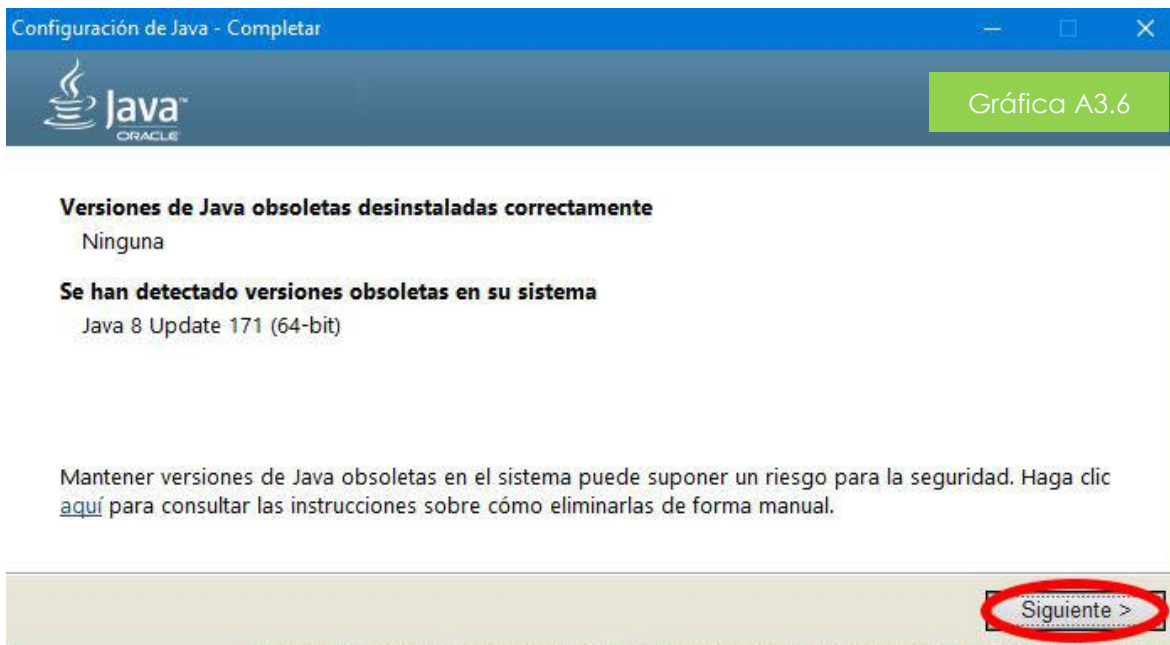 Configuración de Java - Completar
Java™
ORACLE
Gráfica A3.6
Versiones de Java obsoletas desinstaladas correctamente
Ninguna
Se han detectado versiones obsoletas en su sistema
Java 8 Update 171 (64-bit)
Mantener versiones de Java obsoletas en el sistema puede suponer un riesgo para la seguridad. Haga clic
aquí para consultar las instrucciones sobre cómo eliminarlas de forma manual.
Siguiente >